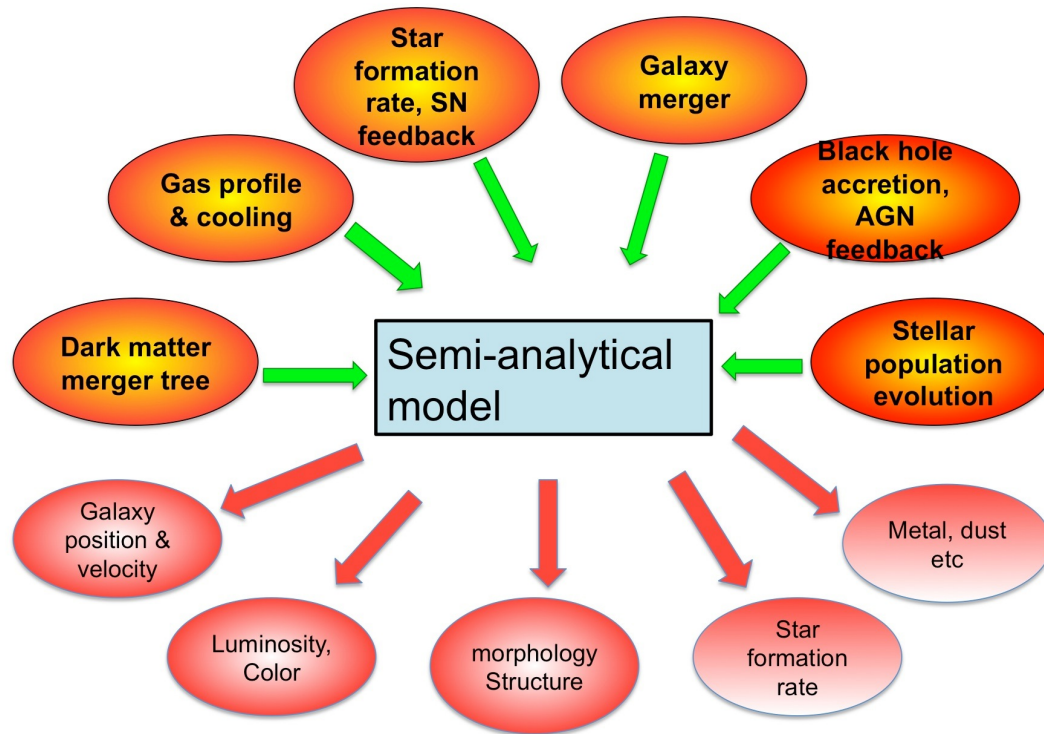 Star
formation
rate, SN
feedback
Galaxy
merger
Gas profile
& cooling
Black hole
accretion,
AGN
feedback
Dark matter
merger tree
Semi-analytical
model
Stellar
population
evolution
Galaxy
position &
velocity
Metal, dust
etc
Luminosity,
Color
morphology
Structure
Star
formation
rate